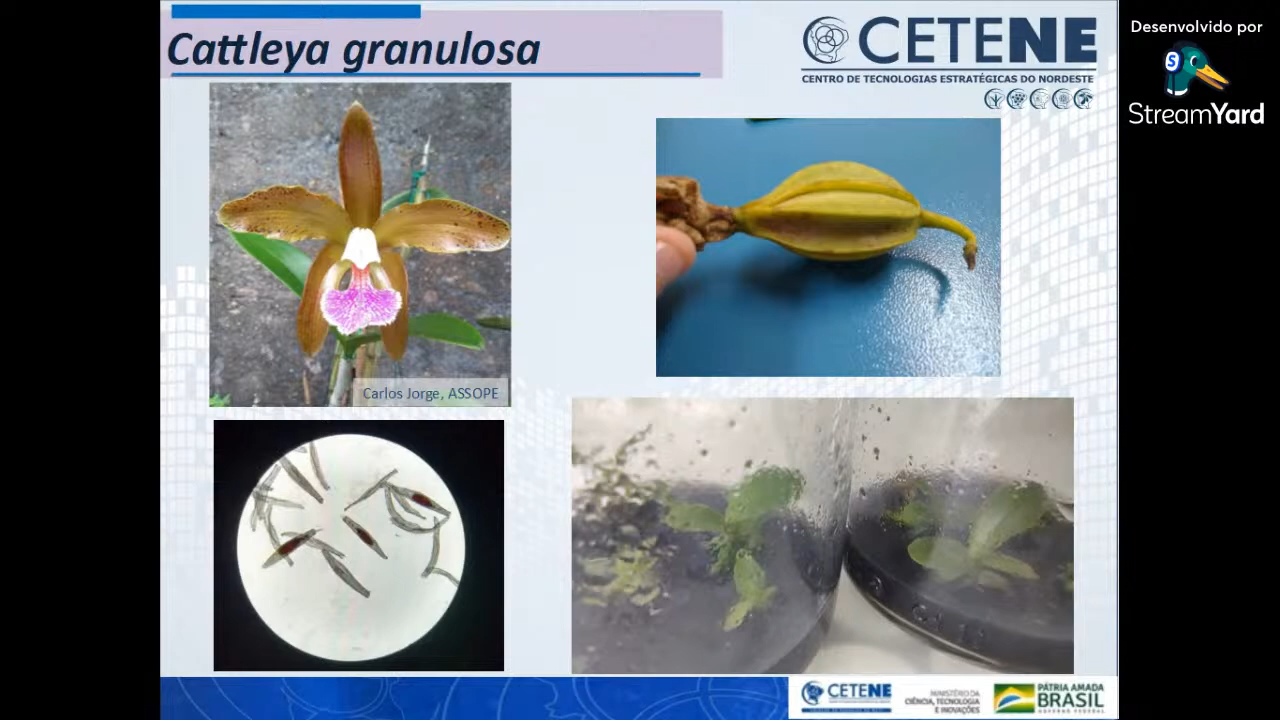 Cattleya granulosa
CETENE
CENTRO DE TECNOLOGIAS ESTRATÉGICAS DO NORDESTE
Desenvolvido por
StreamYard
Carlos Jorge, ASSOPE
CETENE
MINISTÉRIO DA
CIÊNCIA, TECNOLOGIA
E INOVAÇÕES
PÁTRIA AMADA
BRASIL
GOVERNO FEDERAL